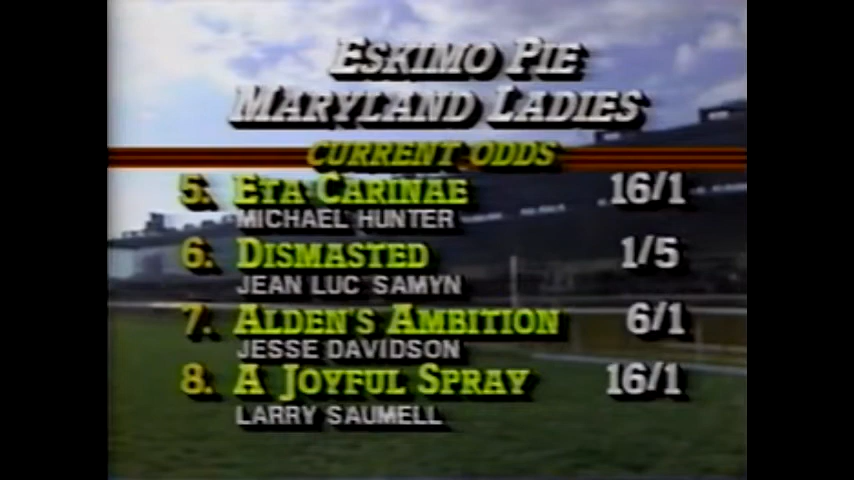 ESKIMO PIE
MARYLAND LADIES
CURRENT ODDS
5. ETA CARINAE 16/1
MICHAEL HUNTER
6. DISMASTED 1/5
JEAN LUC SAMYN
7. ALDEN'S AMBITION 6/1
JESSE DAVIDSON
8. A JOYFUL SPRAY 16/1
LARRY SAUMELL